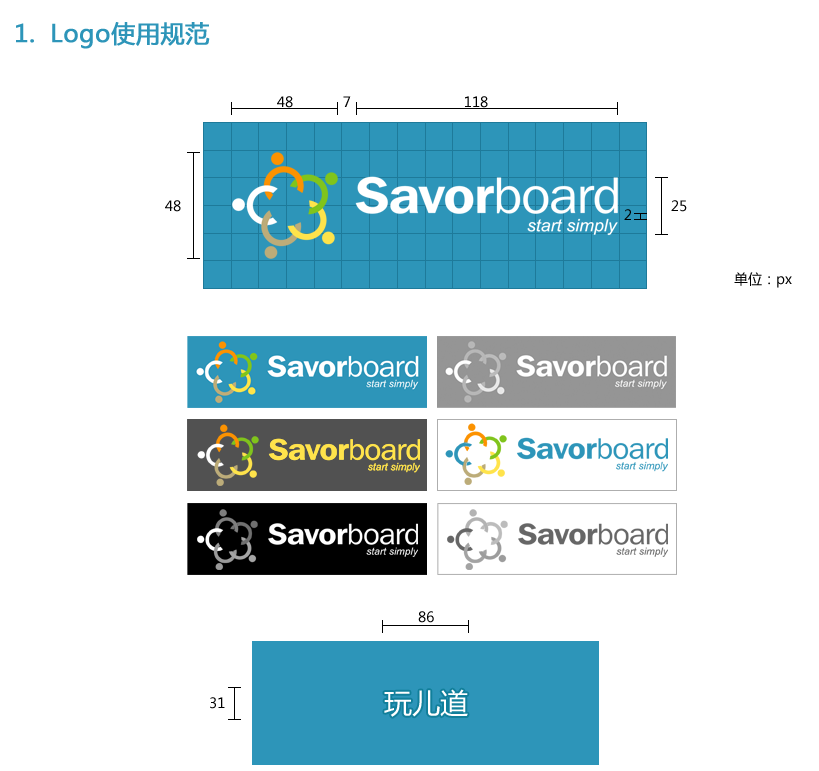 1. Logo使用规范
48 7 118
48
Savorboard
start simply
2
25
单位：px
Savorboard
start simply
Savorboard
start simply
Savorboard
start simply
Savorboard
start simply
Savorboard
start simply
Savorboard
start simply
86
31
玩儿道